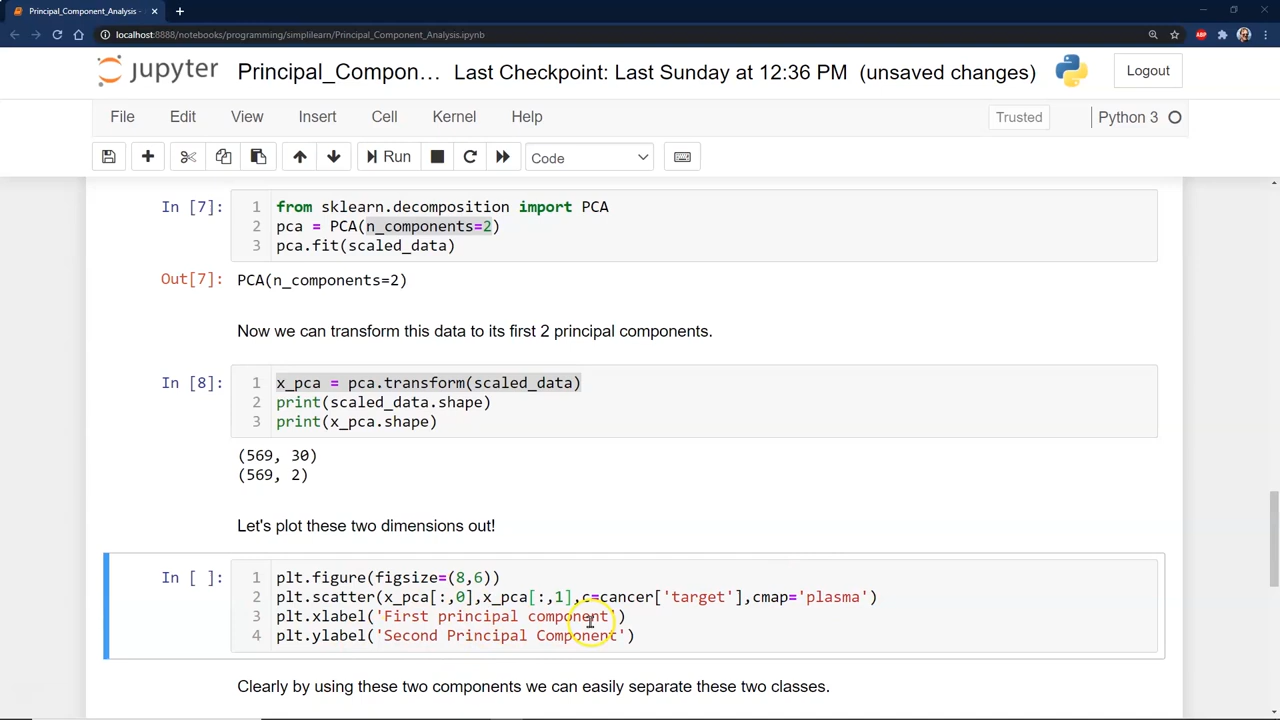 Principal_Component_Analysis -
localhost:8888/notebooks/programming/simplilearn/Principal_Component_Analysis.ipynb
ABP
jupyter Principal_Compon... Last Checkpoint: Last Sunday at 12:36 PM (unsaved changes) Logout
File Edit View Insert Cell Kernel Help Trusted Python 3
Run Code
In [7]: 1 from sklearn.decomposition import PCA
2 pca = PCA(n_components=2)
3 pca.fit(scaled_data)
Out[7]: PCA(n_components=2)
Now we can transform this data to its first 2 principal components.
In [8]: 1 x_pca = pca.transform(scaled_data)
2 print(scaled_data.shape)
3 print(x_pca.shape)
(569, 30)
(569, 2)
Let's plot these two dimensions out!
In [ ]: 1 plt.figure(figsize=(8,6))
2 plt.scatter(x_pca[:,0],x_pca[:,1],c=cancer['target'],cmap='plasma')
3 plt.xlabel('First principal component')
4 plt.ylabel('Second Principal Component')
Clearly by using these two components we can easily separate these two classes.